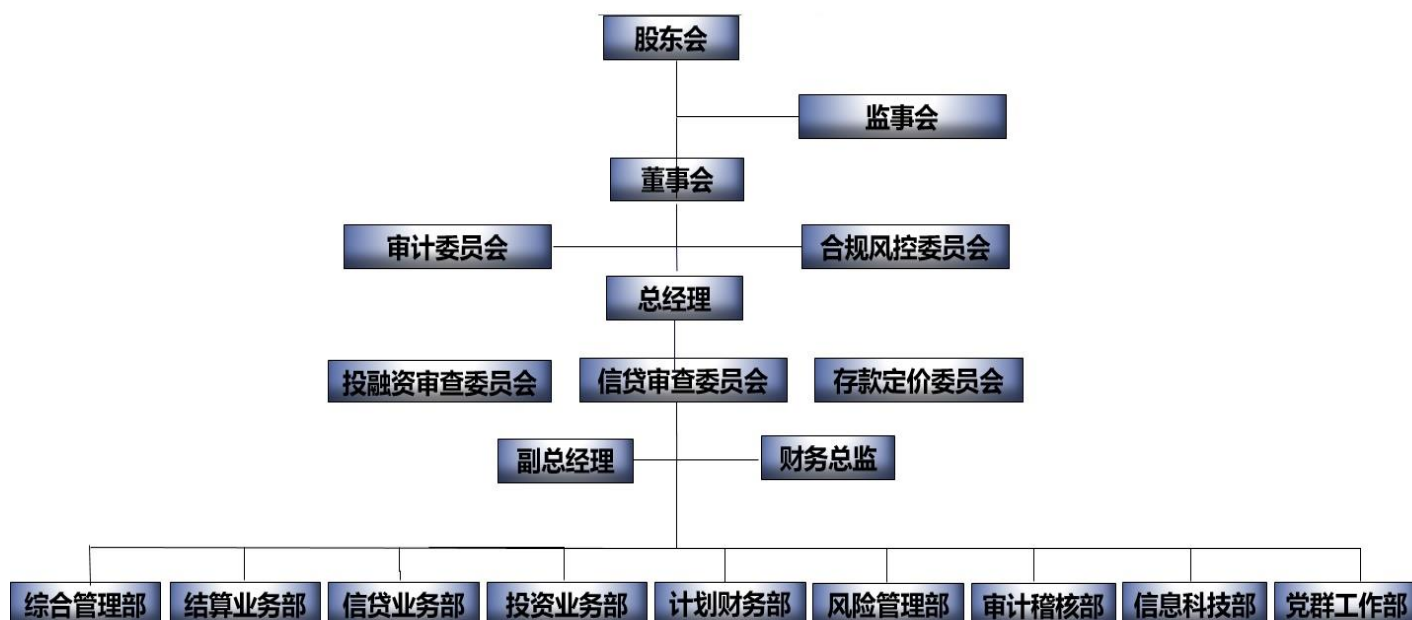 股东会
监事会
董事会
审计委员会
合规风控委员会
总经理
投融资审查委员会
信贷审查委员会
存款定价委员会
副总经理
财务总监
综合管理部
结算业务部
信贷业务部
投资业务部
计划财务部
风险管理部
审计稽核部
信息科技部
党群工作部